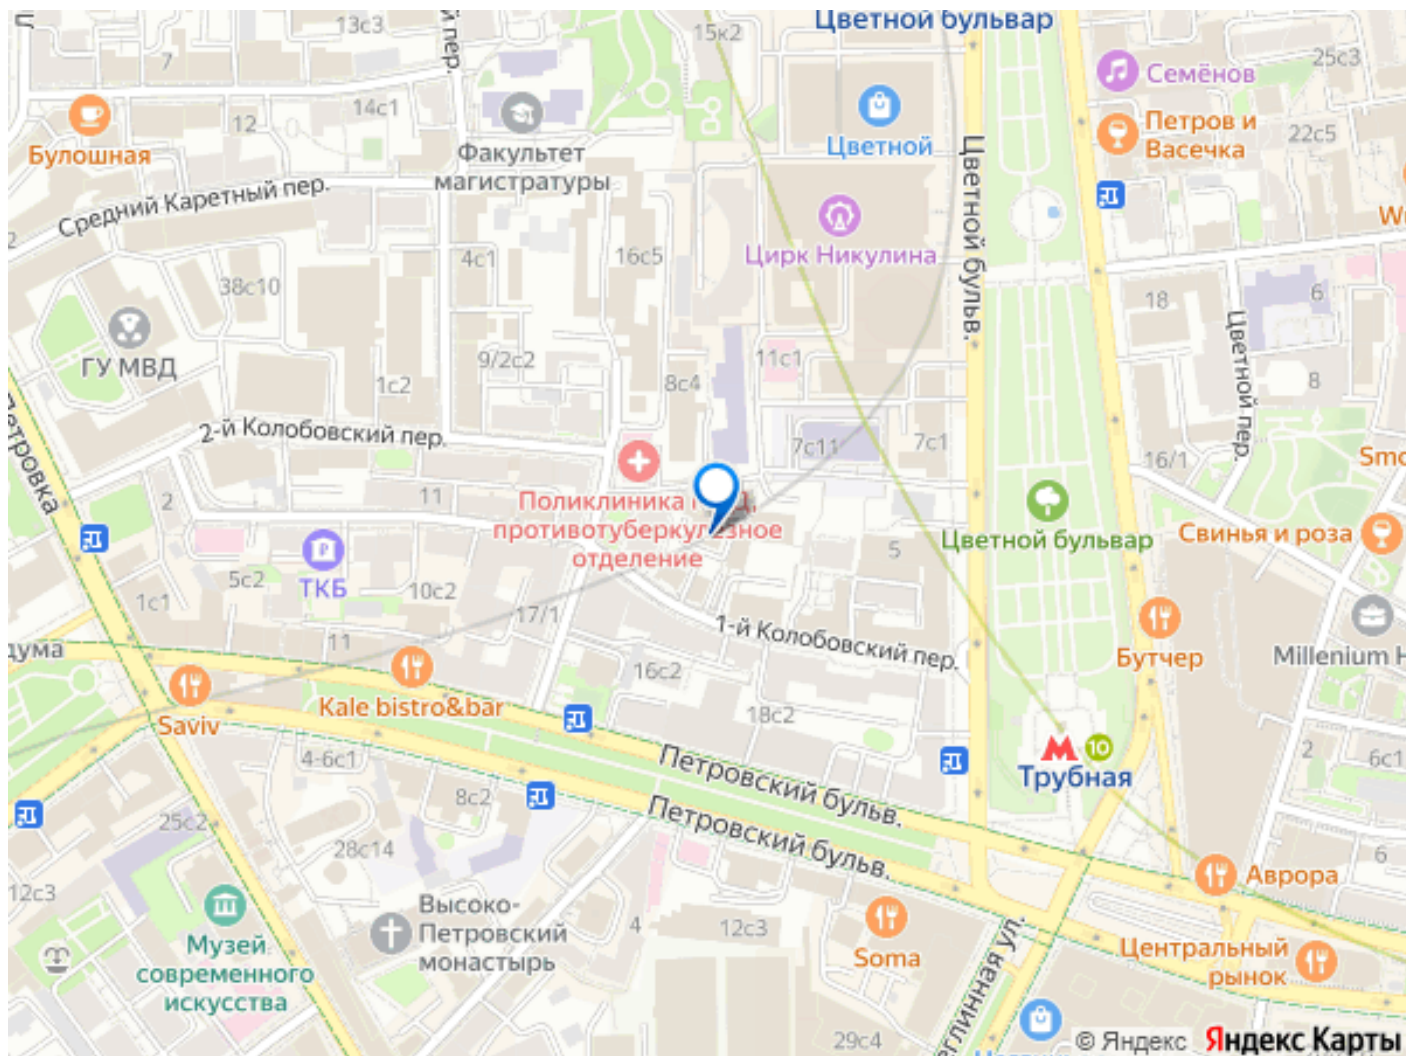 13с3
15к2
Цветной бульвар
25с3
7
Семёнов
14с1
12
Булошная
Факультет
магистратуры
Цветной
Петров и
Васечка
22с5
пер.
Средний Каретный пер.
Цветной бульв.
Цирк Никулина
4с1
16с5
38с10
18
6
ГУ МВД
9/2с2
11с1
1с2
8с4
8
Цветной пер.
2-й Колобовский пер.
7с11
7с1
16/1
Петровка
2
11
Поликлиника
противотуберкулезное
отделение
Цветной бульвар
Свинья и роза
5
ТКБ
5с2
10с2
1с1
17/1
11
1-й Колобовский пер.
16с2
Бутчер
Millenium H
Kale bistro&bar
Saviv
18с2
4-6с1
Петровский бульв.
10
Трубная
2
6с1
8с2
Петровский бульв.
25с2
28с14
6
Аврора
12с3
Музей
современного
искусства
Высоко-
Петровский
монастырь
4
12с3
Soma
Центральный
рынок
29с4
еглинная ул.
© Яндекс Яндекс Карты